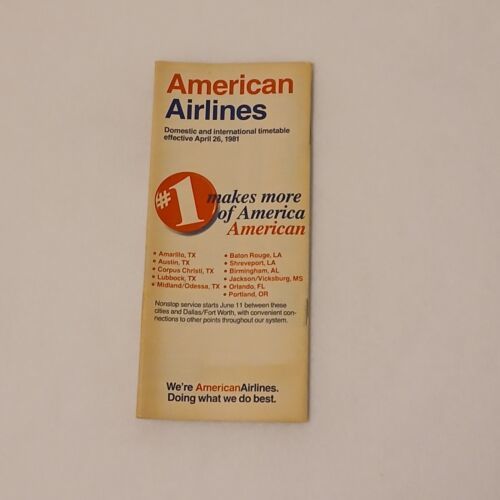 American
Airlines
Domestic and international timetable
effective April 26, 1981
#1 makes more
of America
American
• Amarillo, TX
• Austin, TX
• Corpus Christi, TX
• Lubbock, TX
• Midland/Odessa, TX
• Baton Rouge, LA
• Shreveport, LA
• Birmingham, AL
• Jackson/Vicksburg, MS
• Orlando, FL
• Portland, OR
Nonstop service starts June 11 between these
cities and Dallas/Fort Worth, with convenient con-
nections to other points throughout our system.
We're AmericanAirlines.
Doing what we do best.